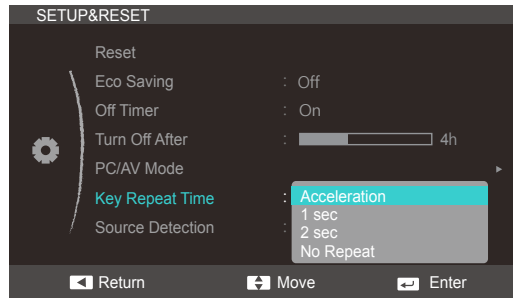 SETUP&RESET
Reset
Eco Saving : Off
Off Timer : On
Turn Off After : 4h
PC/AV Mode
Key Repeat Time : Acceleration
1 sec
Source Detection : 2 sec
No Repeat
Return Move Enter